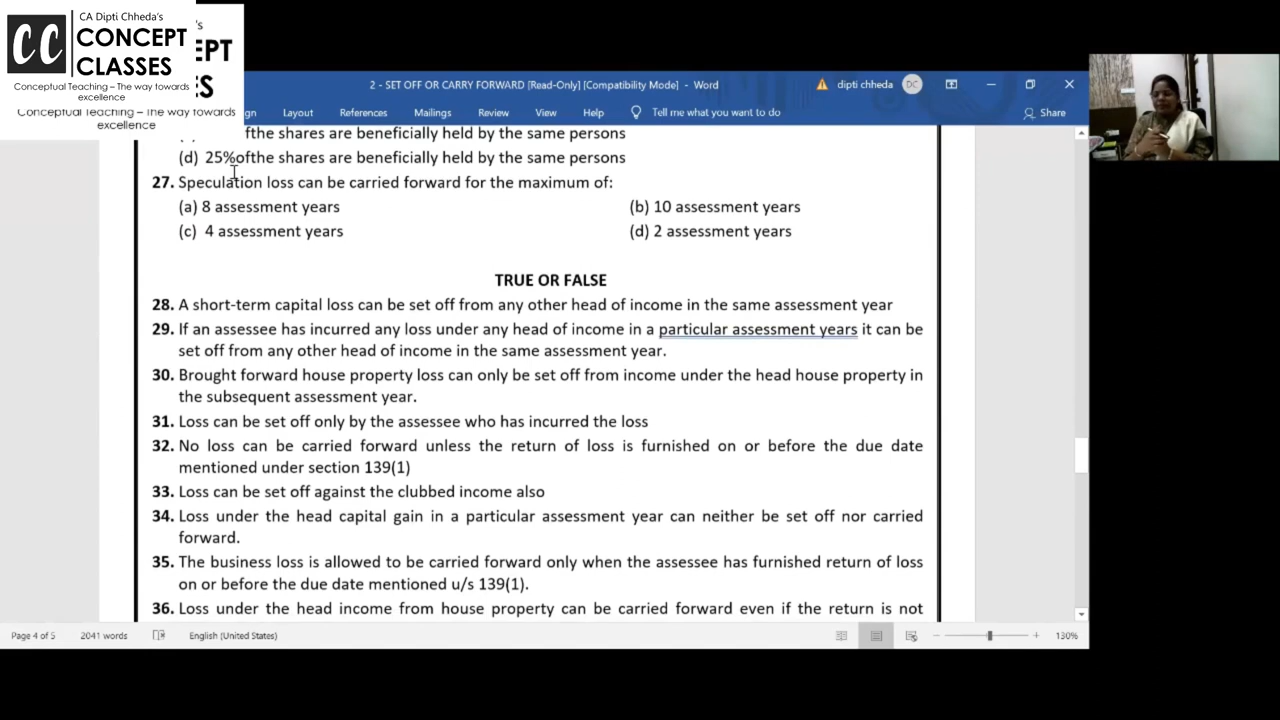 CA Dipti Chheda's
CC CONCEPT
CLASSES
Conceptual Teaching – The way towards
excellence
's
EPT
S
Conceptual Teaching – The way towards
excellence
2 - SET OFF OR CARRY FORWARD [Read-Only] [Compatibility Mode] - Word
dipti chheda DC
gn Layout References Mailings Review View Help Tell me what you want to do Share
fthe shares are beneficially held by the same persons
(d) 25%ofthe shares are beneficially held by the same persons
27. Speculation loss can be carried forward for the maximum of:
(a) 8 assessment years (b) 10 assessment years
(c) 4 assessment years (d) 2 assessment years
TRUE OR FALSE
28. A short-term capital loss can be set off from any other head of income in the same assessment year
29. If an assessee has incurred any loss under any head of income in a particular assessment years it can be
set off from any other head of income in the same assessment year.
30. Brought forward house property loss can only be set off from income under the head house property in
the subsequent assessment year.
31. Loss can be set off only by the assessee who has incurred the loss
32. No loss can be carried forward unless the return of loss is furnished on or before the due date
mentioned under section 139(1)
33. Loss can be set off against the clubbed income also
34. Loss under the head capital gain in a particular assessment year can neither be set off nor carried
forward.
35. The business loss is allowed to be carried forward only when the assessee has furnished return of loss
on or before the due date mentioned u/s 139(1).
36. Loss under the head income from house property can be carried forward even if the return is not
Page 4 of 5 2041 words English (United States) 130%